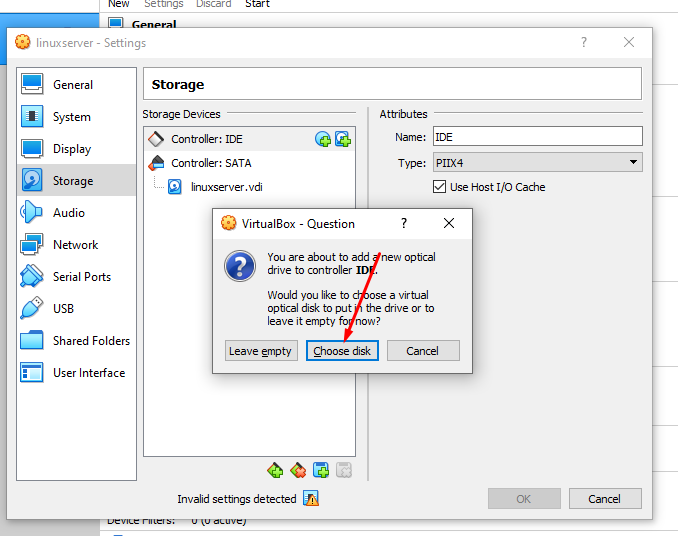 New Settings Discard Start
General
linuxserver - Settings
General
System
Display
Storage
Audio
Network
Serial Ports
USB
Shared Folders
User Interface
Storage
Storage Devices
Controller: IDE
Controller: SATA
linuxserver.vdi
Attributes
Name: IDE
Type: PIIX4
Use Host I/O Cache
VirtualBox - Question
You are about to add a new optical
drive to controller IDE.
Would you like to choose a virtual
optical disk to put in the drive or to
leave it empty for now?
Leave empty Choose disk Cancel
Invalid settings detected
OK Cancel
Device Filters: 0 (0 active)